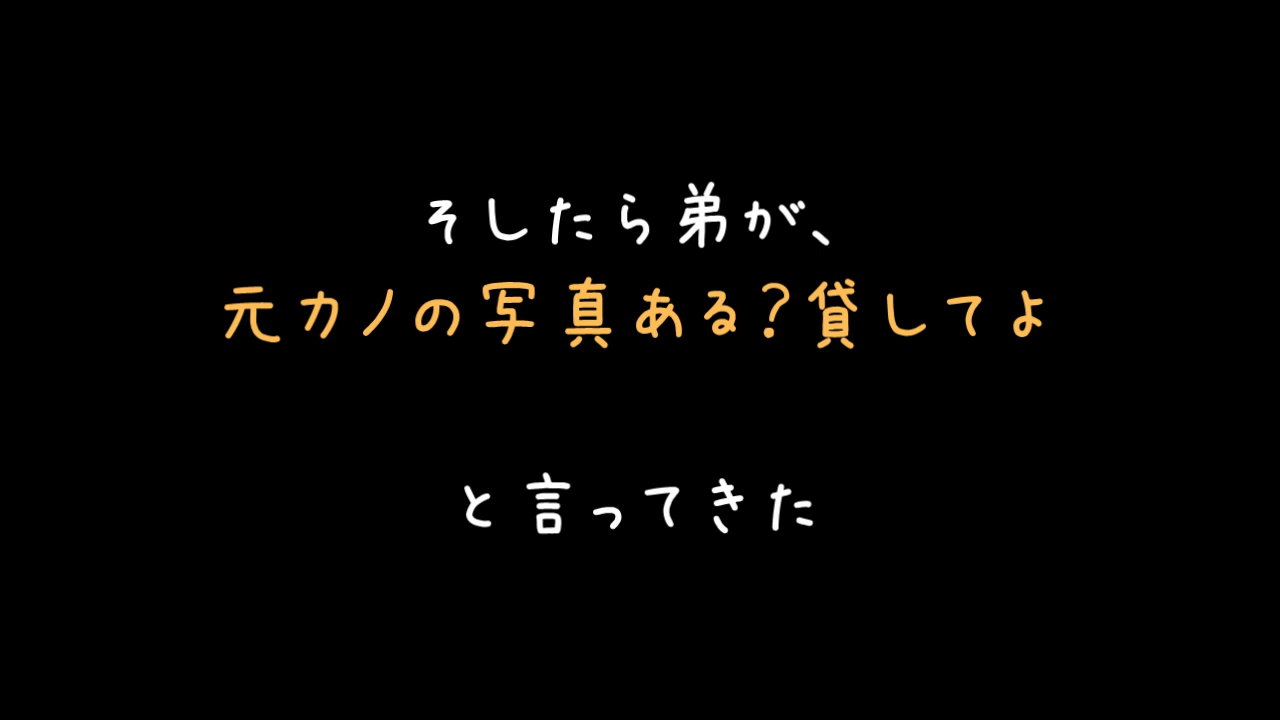 そしたら弟が、
元カノの写真ある?貸してよ
と言ってきた